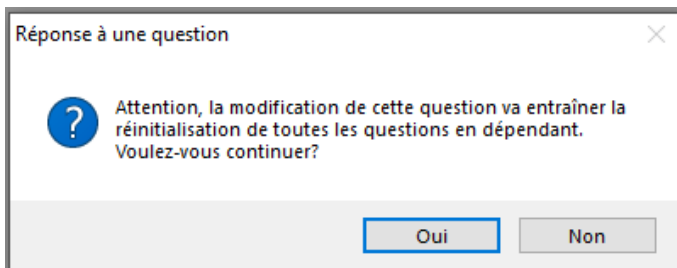 Réponse à une question
Attention, la modification de cette question va entraîner la
réinitialisation de toutes les questions en dépendant.
Voulez-vous continuer?
Oui Non